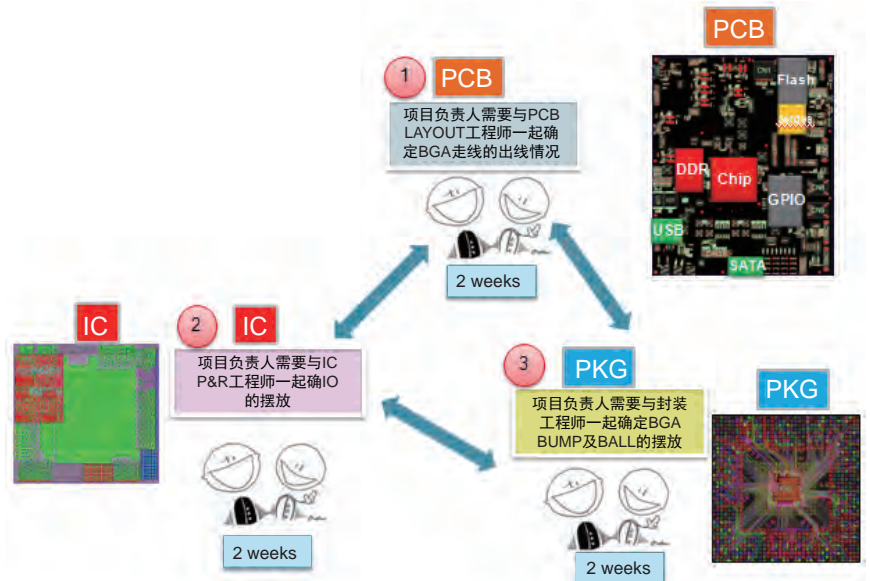 PCB
1
PCB
项目负责人需要与PCB
LAYOUT工程师一起确
定BGA走线的出线情况
2 weeks
Flash
DDR
Chip
GPIO
USB
SATA
IC
2
IC
项目负责人需要与IC
P&R工程师一起确IO
的摆放
2 weeks
3
PKG
项目负责人需要与封装
工程师一起确定BGA
BUMP及BALL的摆放
2 weeks
PKG